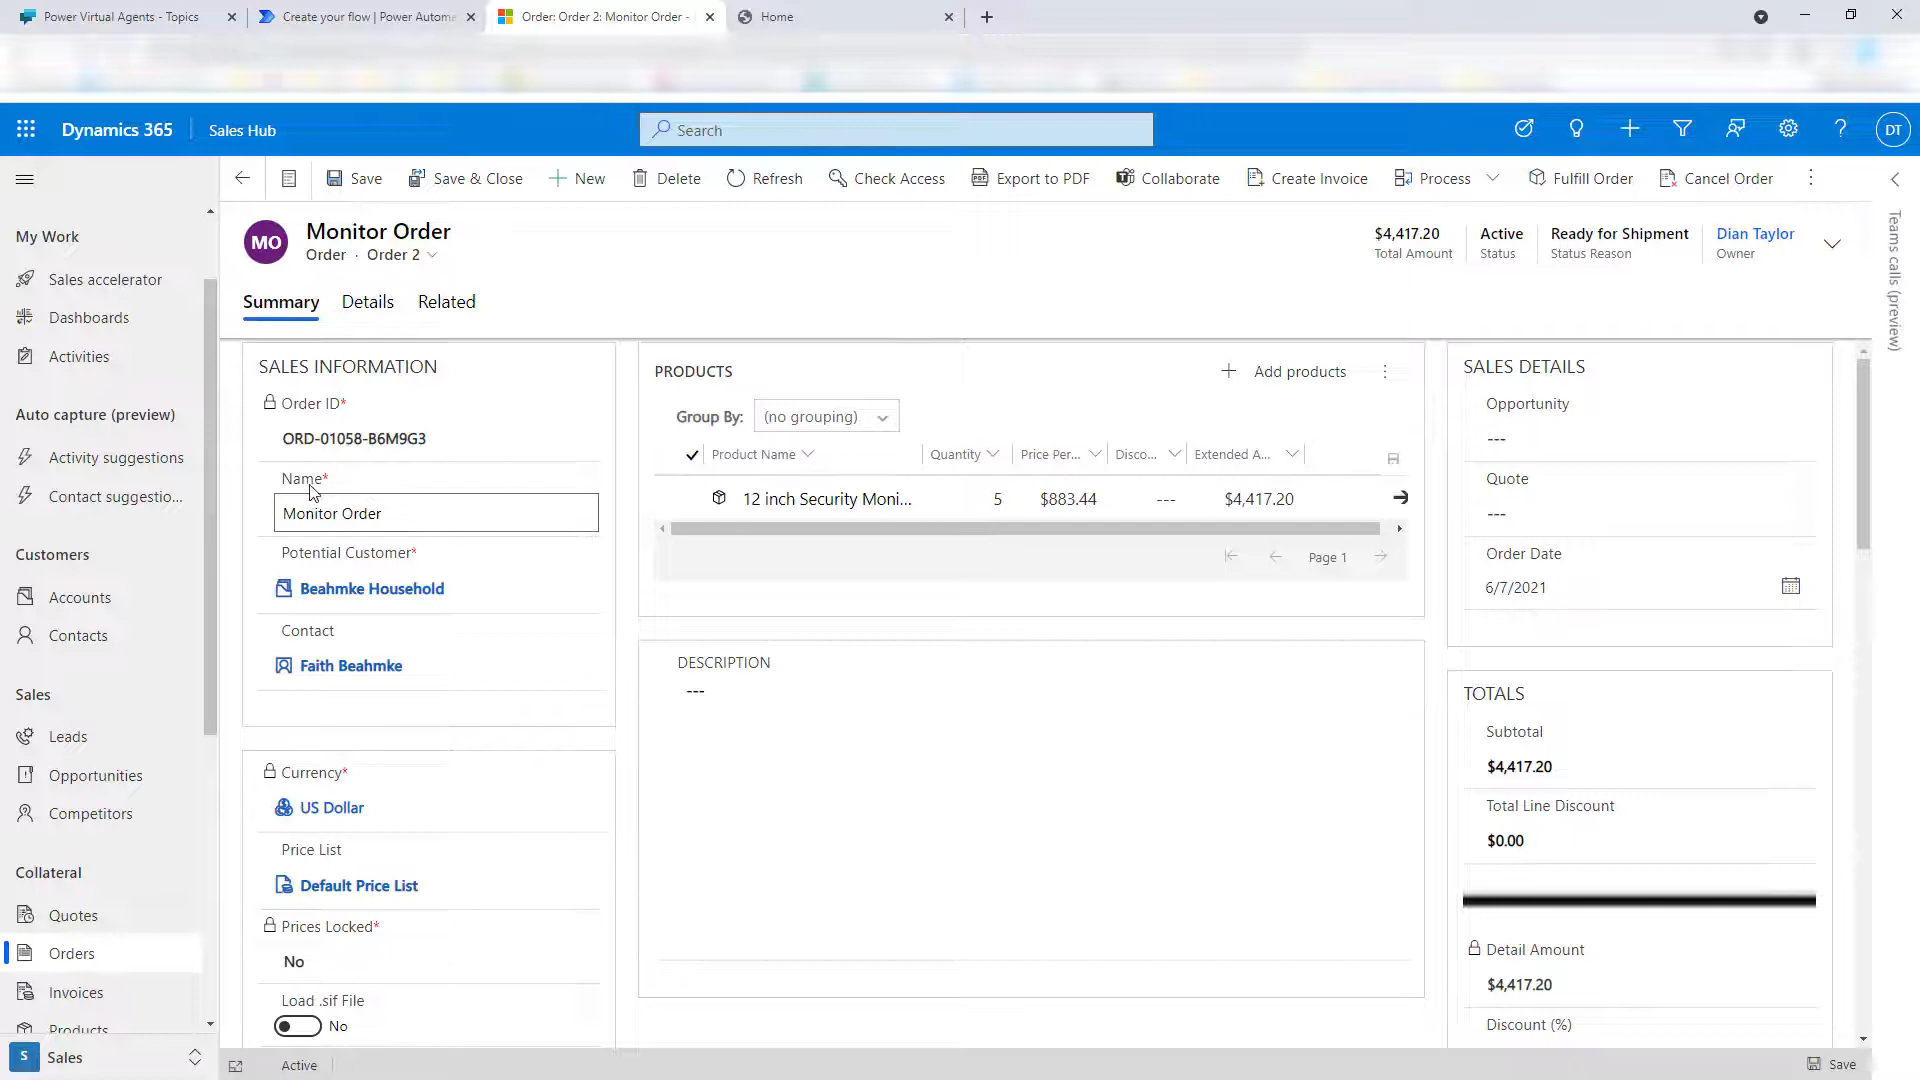 Power Virtual Agents - Topics
Create your flow | Power Automa
Order: Order 2: Monitor Order -
Home
Dynamics 365
Sales Hub
Search
DT
Save
Save & Close
New
Delete
Refresh
Check Access
Export to PDF
Collaborate
Create Invoice
Process
Fulfill Order
Cancel Order
My Work
Sales accelerator
Dashboards
Activities
Auto capture (preview)
Activity suggestions
Contact suggestio...
Customers
Accounts
Contacts
Sales
Leads
Opportunities
Competitors
Collateral
Quotes
Orders
Invoices
Products
S
Sales
MO
Monitor Order
Order · Order 2
$4,417.20
Total Amount
Active
Status
Ready for Shipment
Status Reason
Dian Taylor
Owner
Teams calls (preview)
Summary
Details
Related
SALES INFORMATION
Order ID*
ORD-01058-B6M9G3
Name*
Monitor Order
Potential Customer*
Beahmke Household
Contact
Faith Beahmke
Currency*
US Dollar
Price List
Default Price List
Prices Locked*
No
Load .sif File
No
PRODUCTS
Add products
Group By:
(no grouping)
Product Name
Quantity
Price Per...
Disco...
Extended A...
12 inch Security Moni...
5
$883.44
---
$4,417.20
Page 1
DESCRIPTION
---
SALES DETAILS
Opportunity
---
Quote
---
Order Date
6/7/2021
TOTALS
Subtotal
$4,417.20
Total Line Discount
$0.00
Detail Amount
$4,417.20
Discount (%)
Active
Save